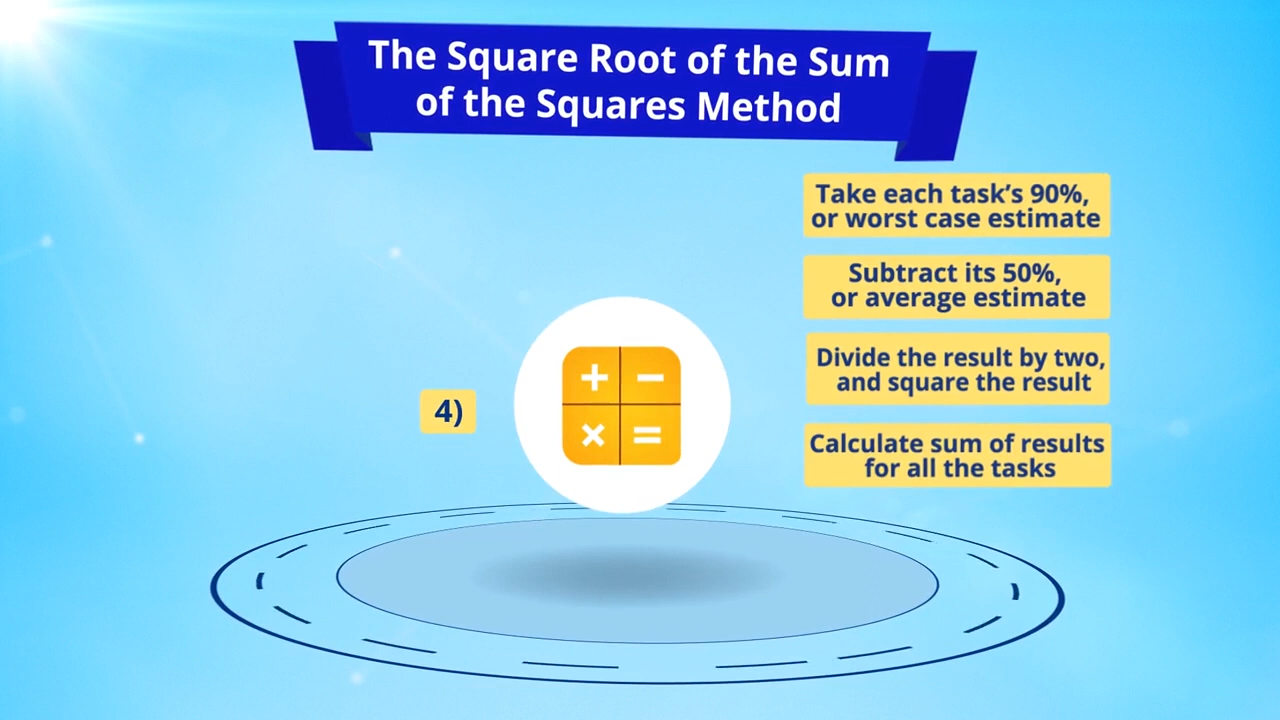 The Square Root of the Sum
of the Squares Method
Take each task's 90%,
or worst case estimate
Subtract its 50%,
or average estimate
Divide the result by two,
and square the result
4)
+ −
× =
Calculate sum of results
for all the tasks